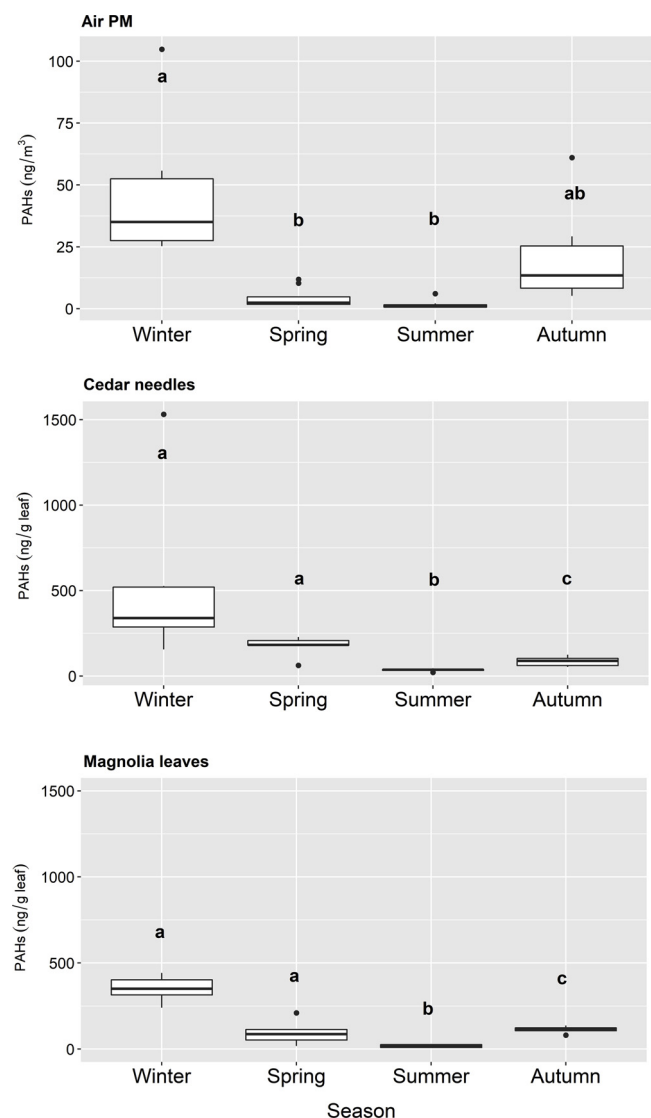 Air PM
PAHs (ng/m³)
100
75
50
25
0
a
b
b
ab
Winter Spring Summer Autumn
Cedar needles
PAHs (ng/g leaf)
1500
1000
500
0
a
a
b
c
Winter Spring Summer Autumn
Magnolia leaves
PAHs (ng/g leaf)
1500
1000
500
0
a
a
b
c
Winter Spring Summer Autumn
Season